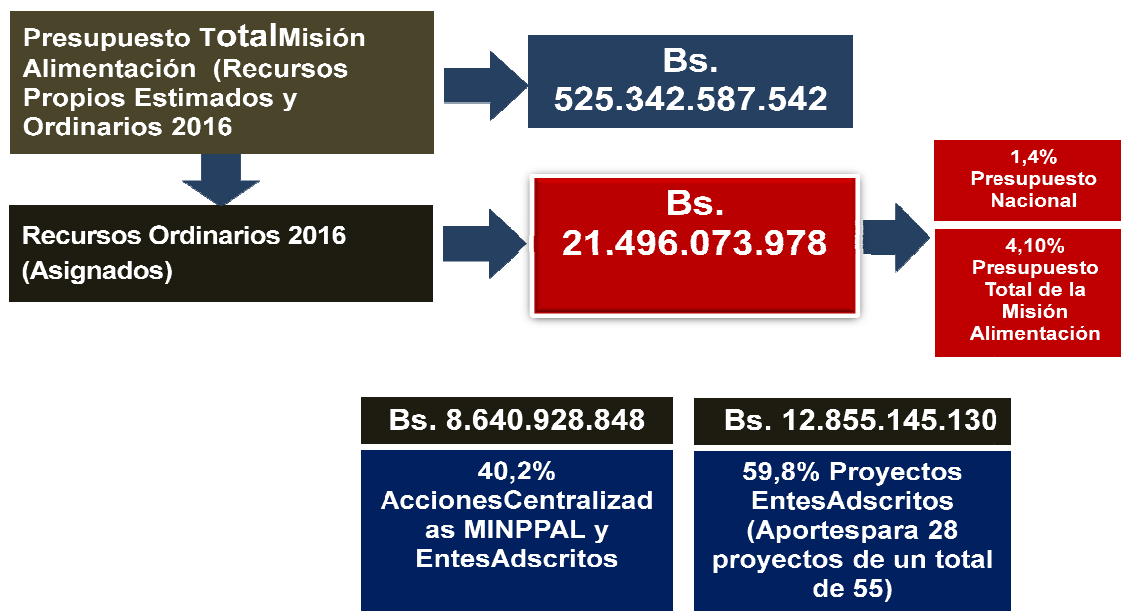 Presupuesto TotalMisión
Alimentación (Recursos
Propios Estimados y
Ordinarios 2016
Bs.
525.342.587.542
Recursos Ordinarios 2016
(Asignados)
Bs.
21.496.073.978
1,4%
Presupuesto
Nacional
4,10%
Presupuesto
Total de la
Misión
Alimentación
Bs. 8.640.928.848
40,2%
AccionesCentralizad
as MINPPAL y
EntesAdscritos
Bs. 12.855.145.130
59,8% Proyectos
EntesAdscritos
(Aportespara 28
proyectos de un total
de 55)